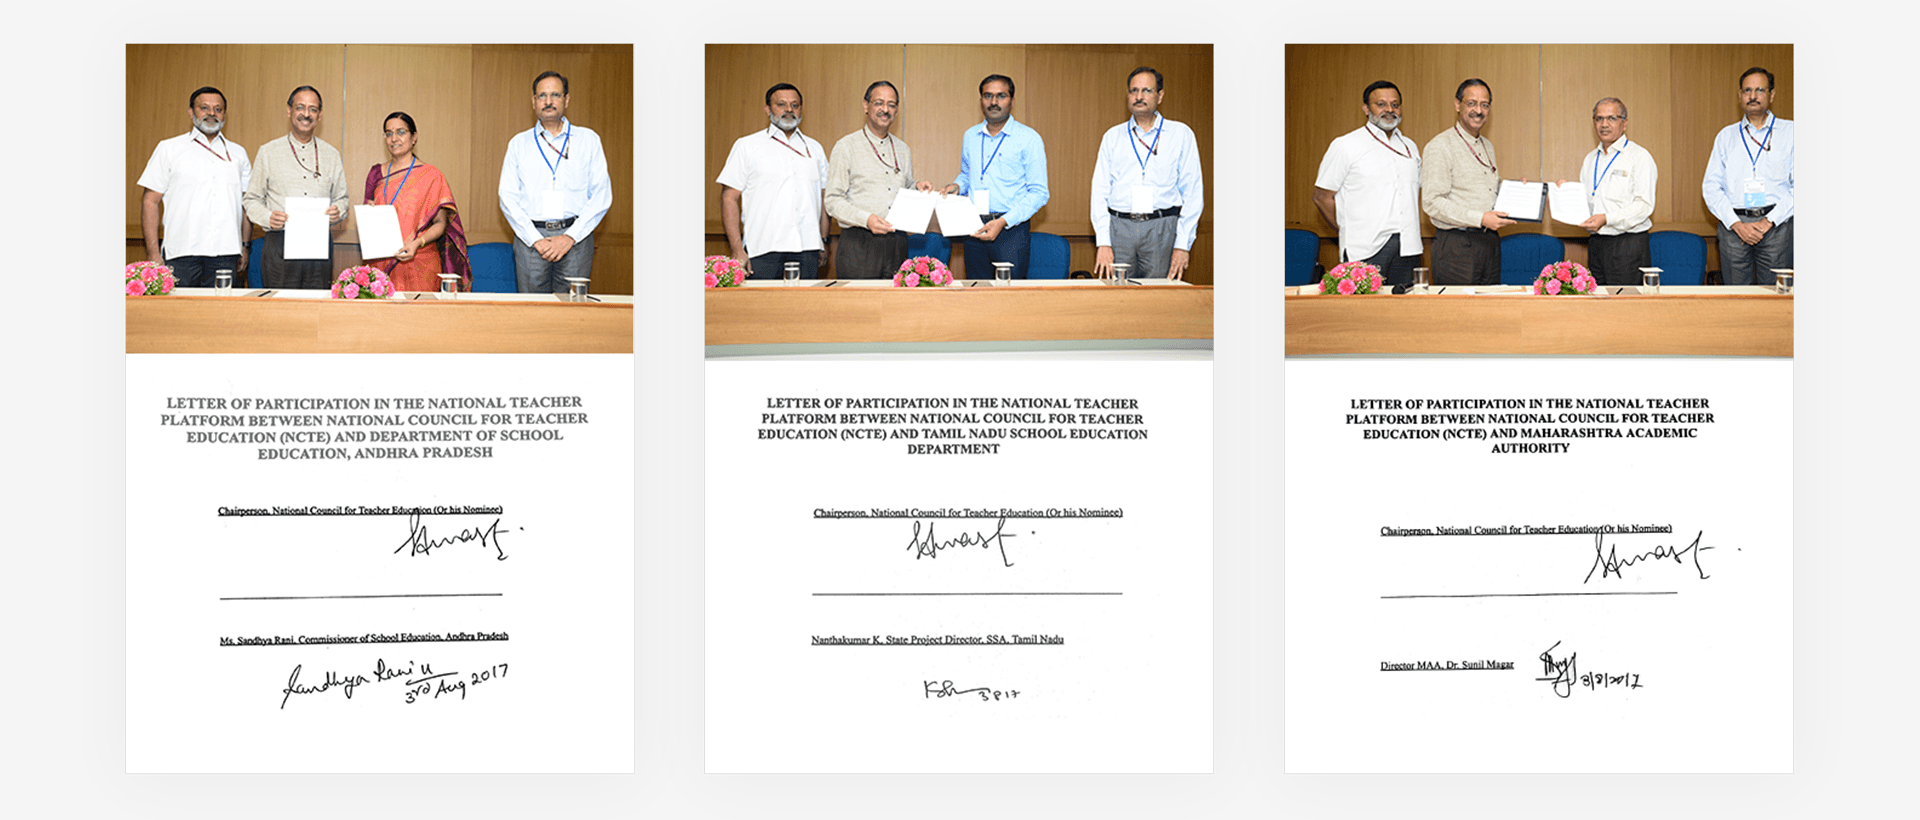 LETTER OF PARTICIPATION IN THE NATIONAL TEACHER
PLATFORM BETWEEN NATIONAL COUNCIL FOR TEACHER
EDUCATION (NCTE) AND DEPARTMENT OF SCHOOL
EDUCATION, ANDHRA PRADESH
Chairperson, National Council for Teacher Education (Or his Nominee)
Ms. Sandhya Rani, Commissioner of School Education, Andhra Pradesh
Sandhya Rani K
3rd Aug 2017
LETTER OF PARTICIPATION IN THE NATIONAL TEACHER
PLATFORM BETWEEN NATIONAL COUNCIL FOR TEACHER
EDUCATION (NCTE) AND TAMIL NADU SCHOOL EDUCATION
DEPARTMENT
Chairperson, National Council for Teacher Education (Or his Nominee)
Nanthakumar K, State Project Director, SSA, Tamil Nadu
3 8 17
LETTER OF PARTICIPATION IN THE NATIONAL TEACHER
PLATFORM BETWEEN NATIONAL COUNCIL FOR TEACHER
EDUCATION (NCTE) AND MAHARASHTRA ACADEMIC
AUTHORITY
Chairperson, National Council for Teacher Education (Or his Nominee)
Director MAA, Dr. Sunil Magar
3/8/2017